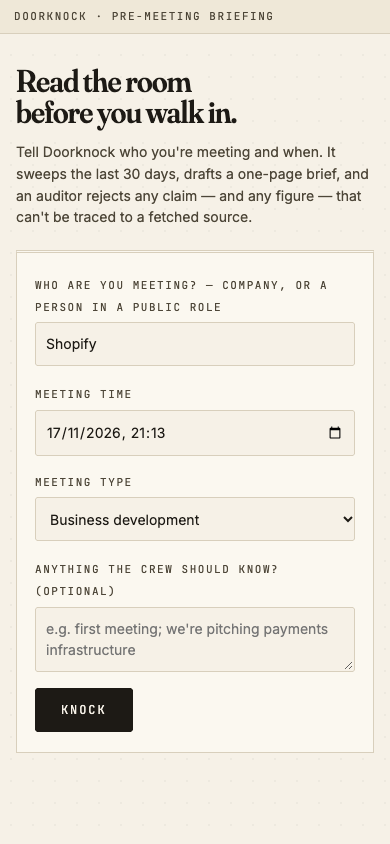 DOORKNOCK · PRE-MEETING BRIEFING
Read the room
before you walk in.
Tell Doorknock who you're meeting and when. It
sweeps the last 30 days, drafts a one-page brief, and
an auditor rejects any claim — and any figure — that
can't be traced to a fetched source.
WHO ARE YOU MEETING? — COMPANY, OR A
PERSON IN A PUBLIC ROLE
Shopify
MEETING TIME
17/11/2026, 21:13
MEETING TYPE
Business development
ANYTHING THE CREW SHOULD KNOW?
(OPTIONAL)
e.g. first meeting; we're pitching payments
infrastructure
KNOCK